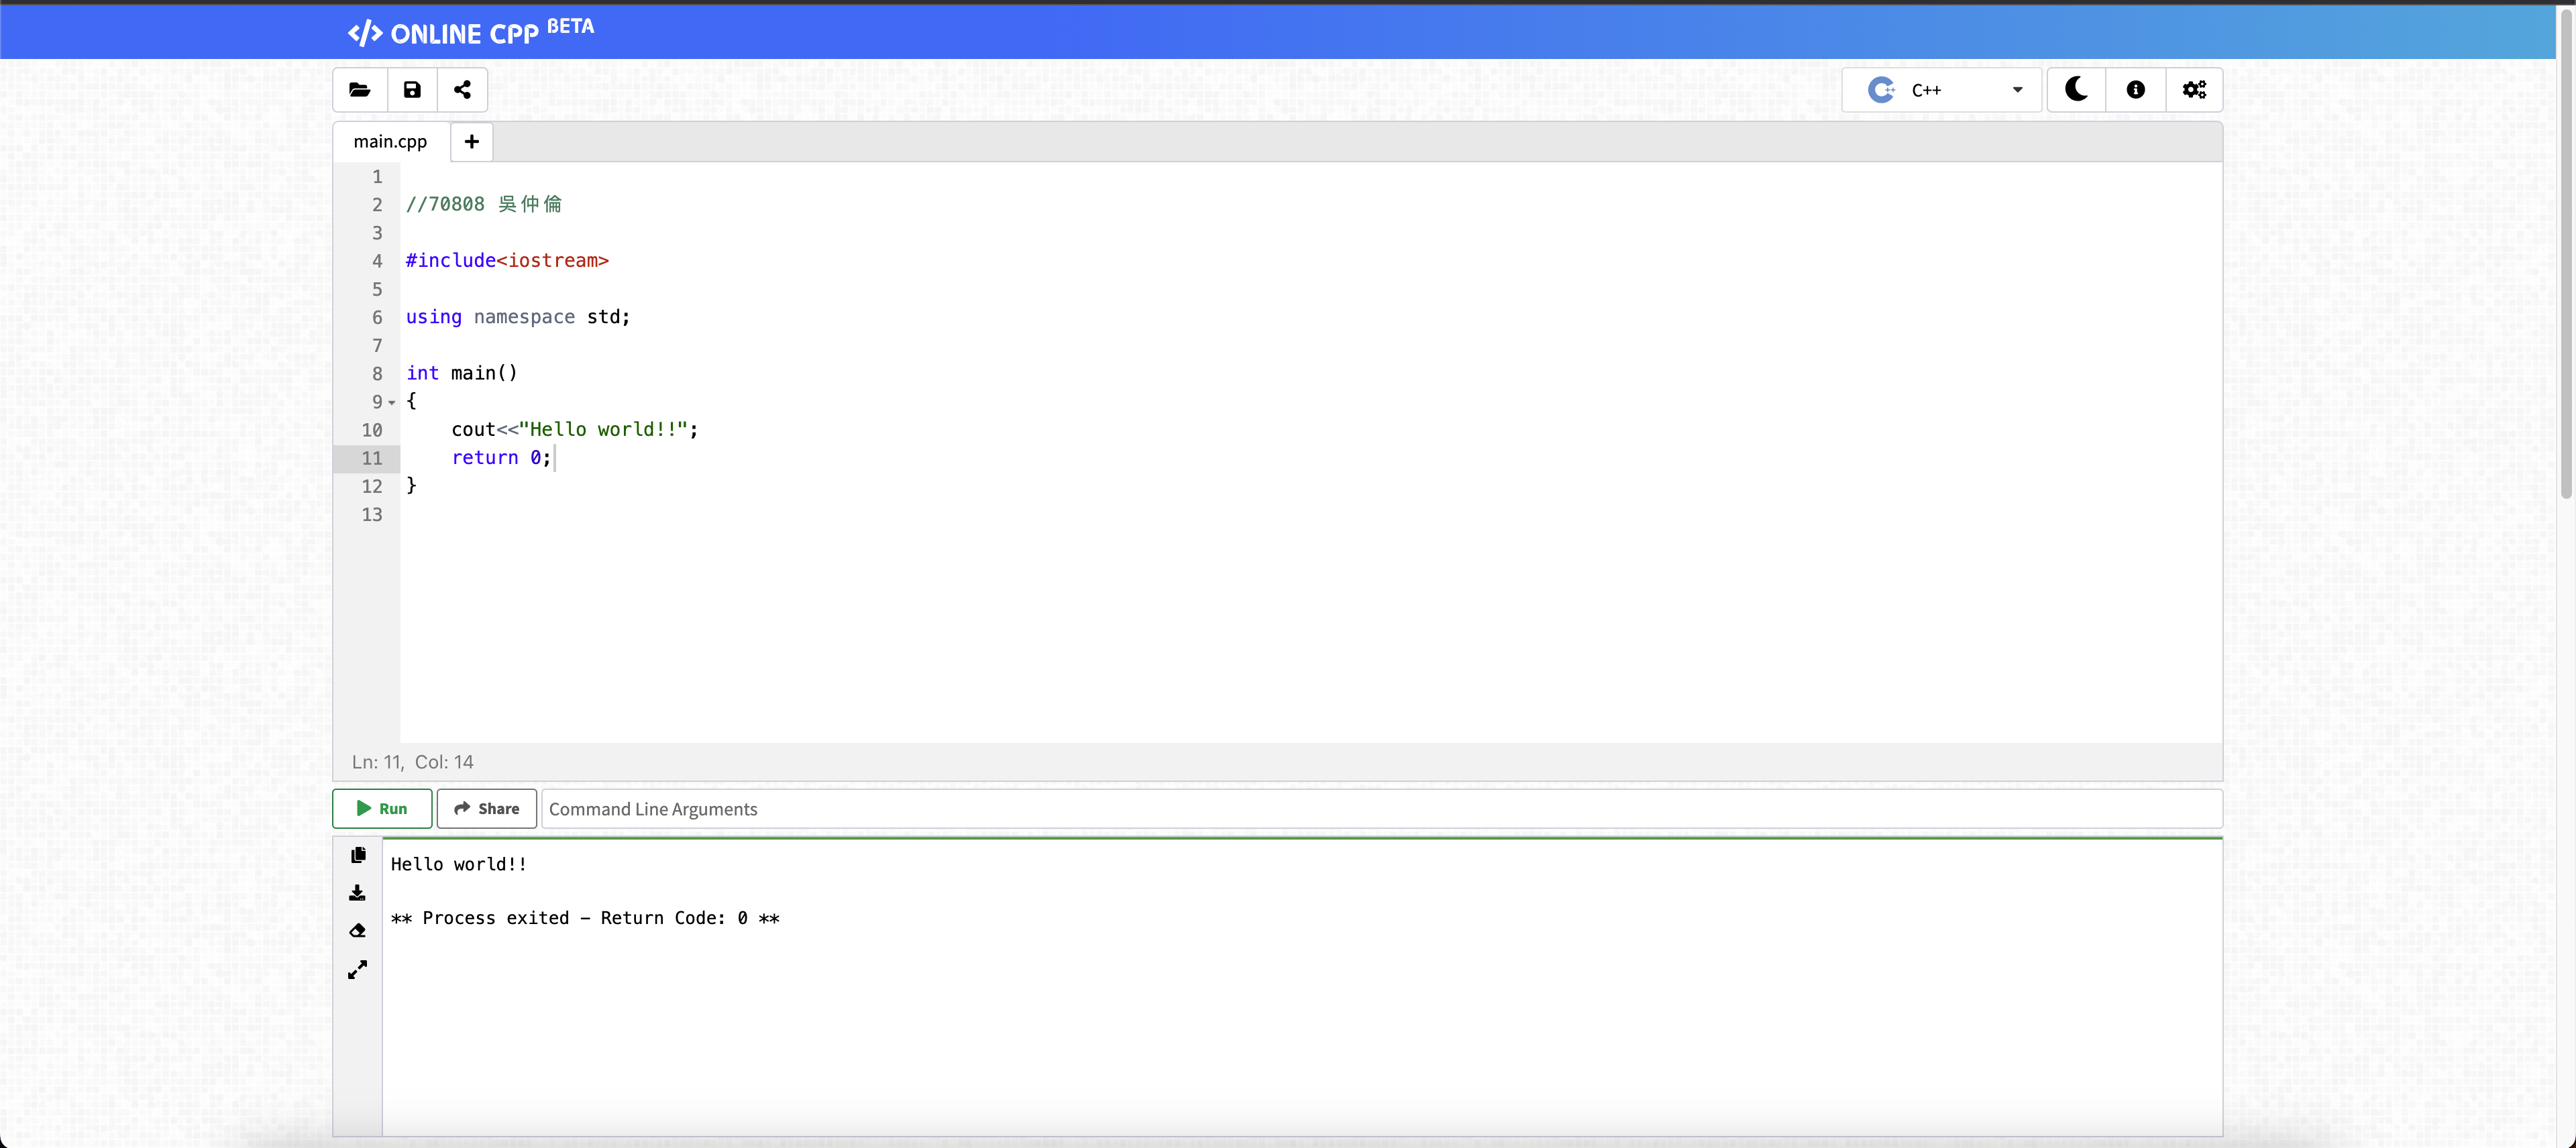 </> ONLINE CPP BETA
C++
main.cpp +
1
2 //70808 吳仲倫
3
4 #include<iostream>
5
6 using namespace std;
7
8 int main()
9 {
10 cout<<"Hello world!!";
11 return 0;
12 }
13
Ln: 11, Col: 14
Run Share Command Line Arguments
Hello world!!
** Process exited - Return Code: 0 **